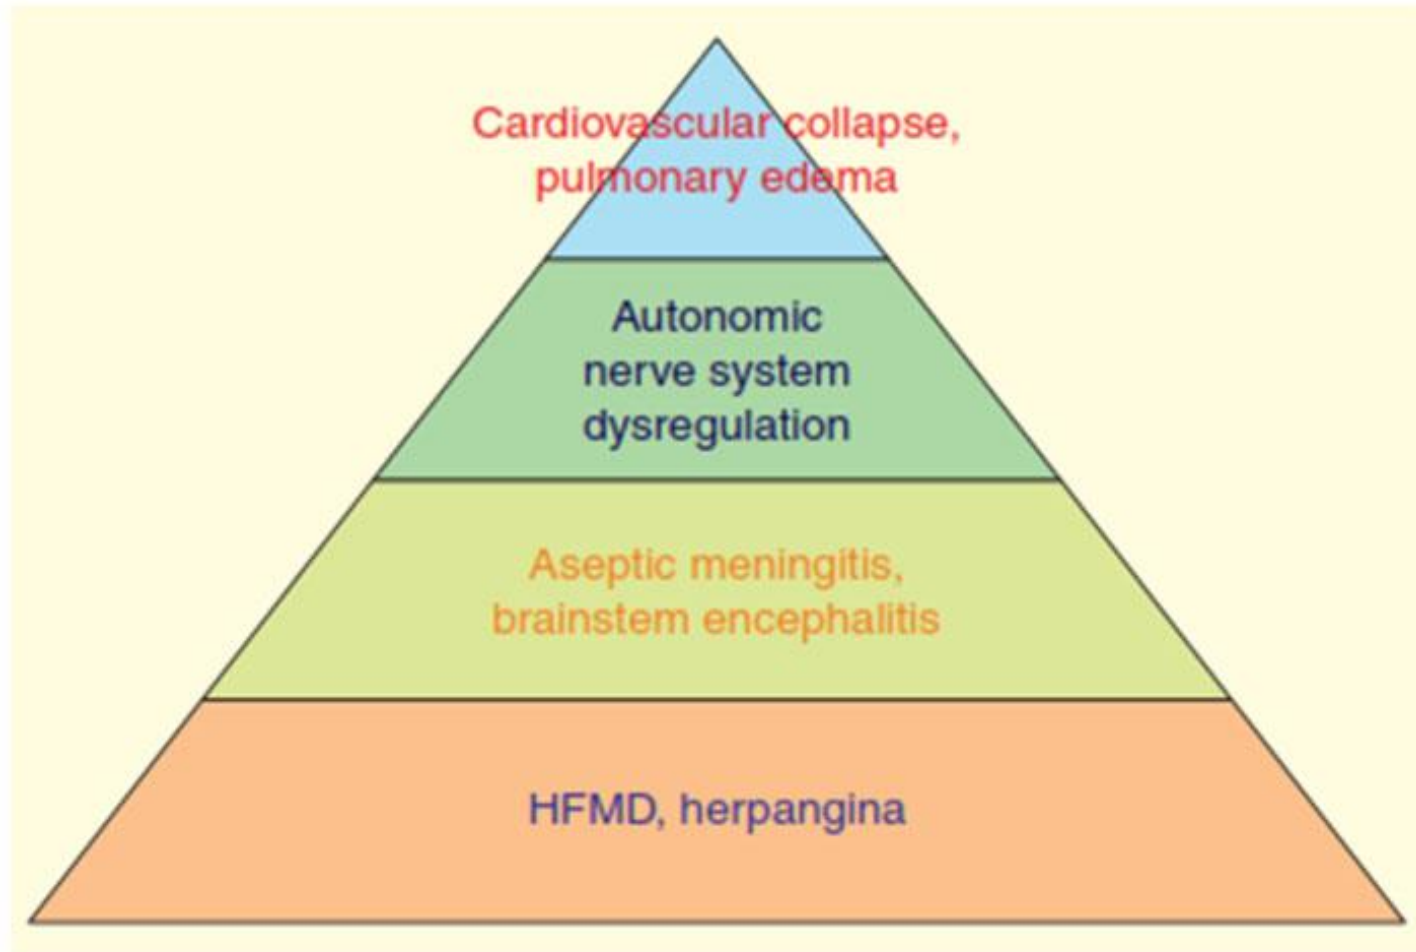 Cardiovascular collapse,
pulmonary edema
Autonomic
nerve system
dysregulation
Aseptic meningitis,
brainstem encephalitis
HFMD, herpangina